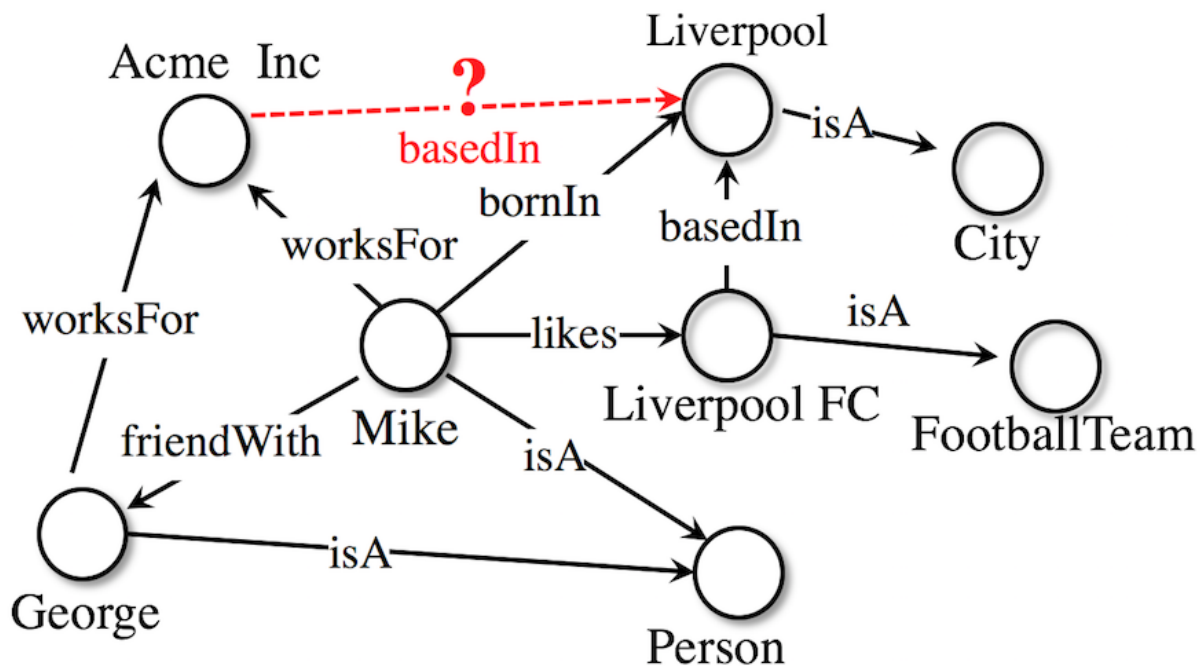 Liverpool
Acme Inc
?
isA
basedIn
bornIn
basedIn
City
worksFor
worksFor
likes
isA
Liverpool FC
Mike
FootballTeam
friendWith
isA
isA
George
Person